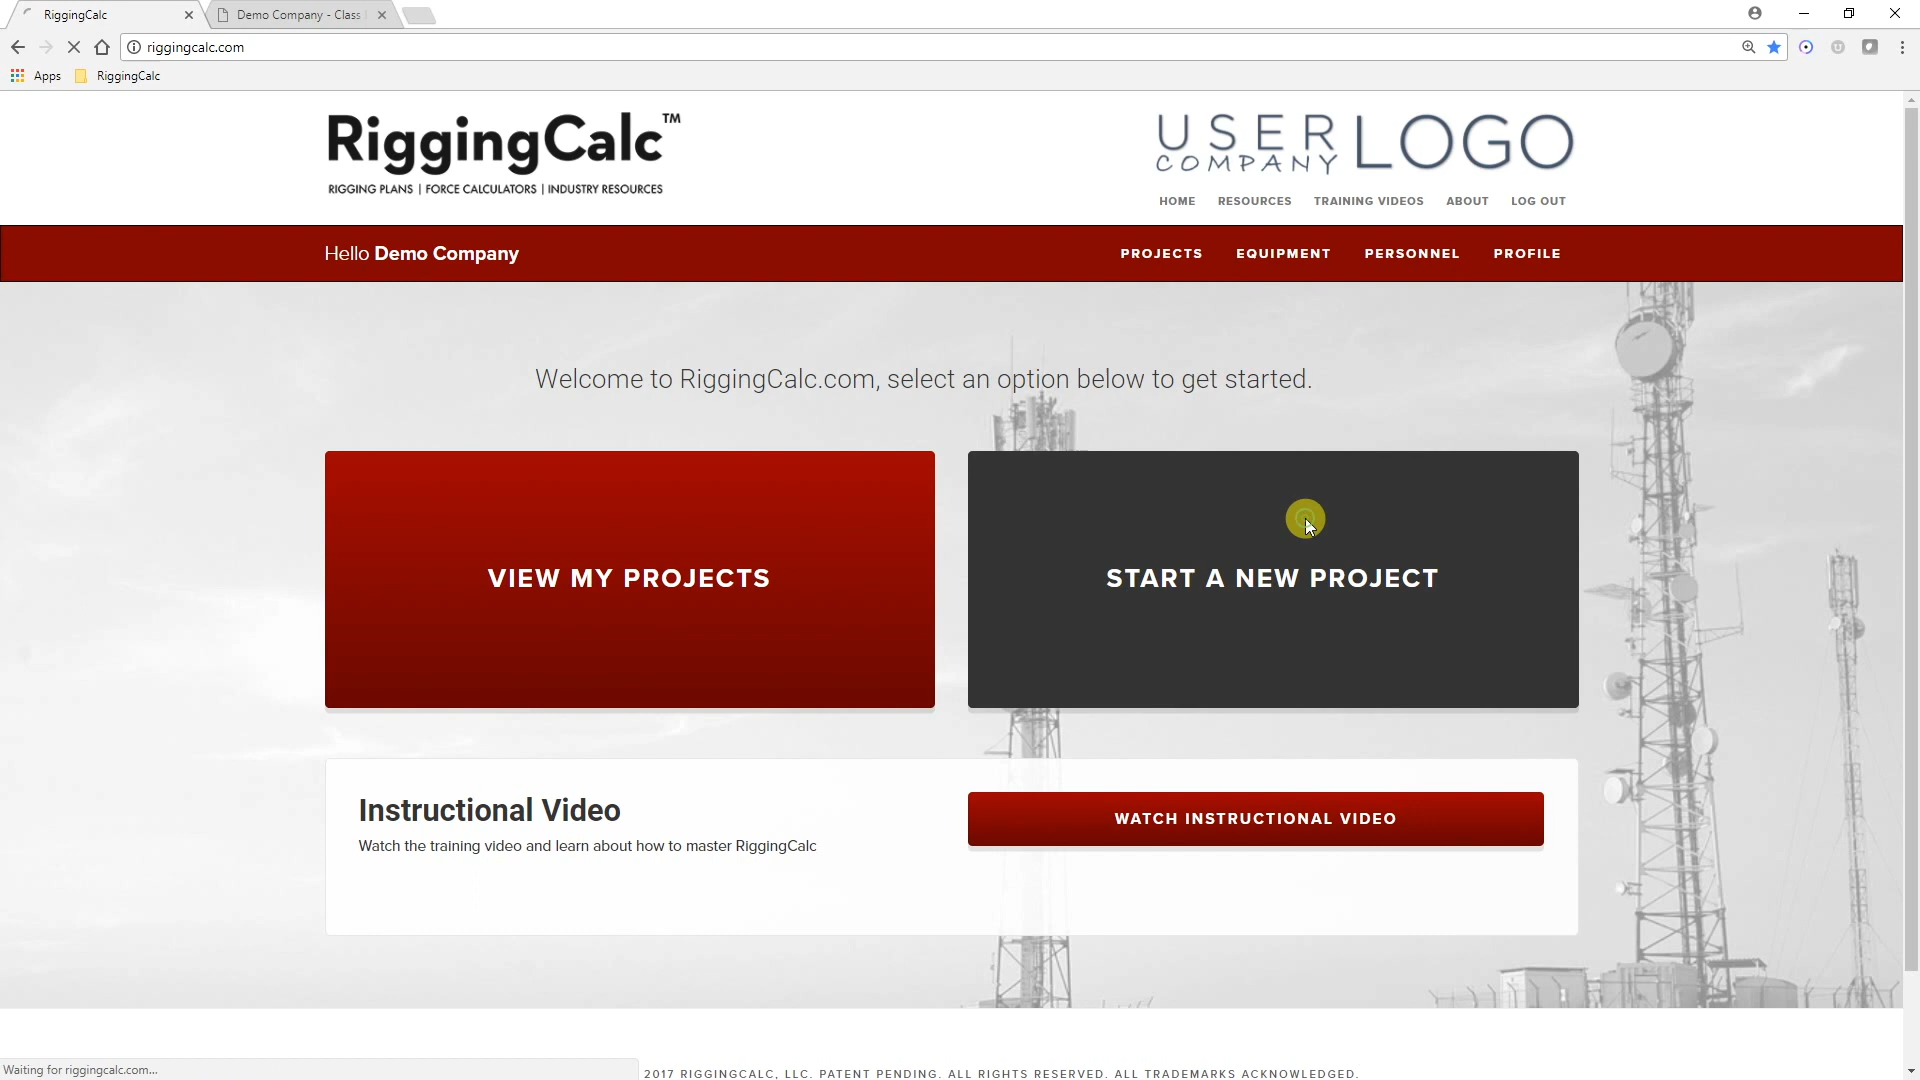 RiggingCalc
Demo Company - Class
riggingcalc.com
Apps
RiggingCalc
RiggingCalc™
RIGGING PLANS | FORCE CALCULATORS | INDUSTRY RESOURCES
USER COMPANY LOGO
HOME RESOURCES TRAINING VIDEOS ABOUT LOG OUT
Hello Demo Company
PROJECTS EQUIPMENT PERSONNEL PROFILE
Welcome to RiggingCalc.com, select an option below to get started.
VIEW MY PROJECTS
START A NEW PROJECT
Instructional Video
Watch the training video and learn about how to master RiggingCalc
WATCH INSTRUCTIONAL VIDEO
Waiting for riggingcalc.com...
2017 RIGGINGCALC, LLC. PATENT PENDING. ALL RIGHTS RESERVED. ALL TRADEMARKS ACKNOWLEDGED.